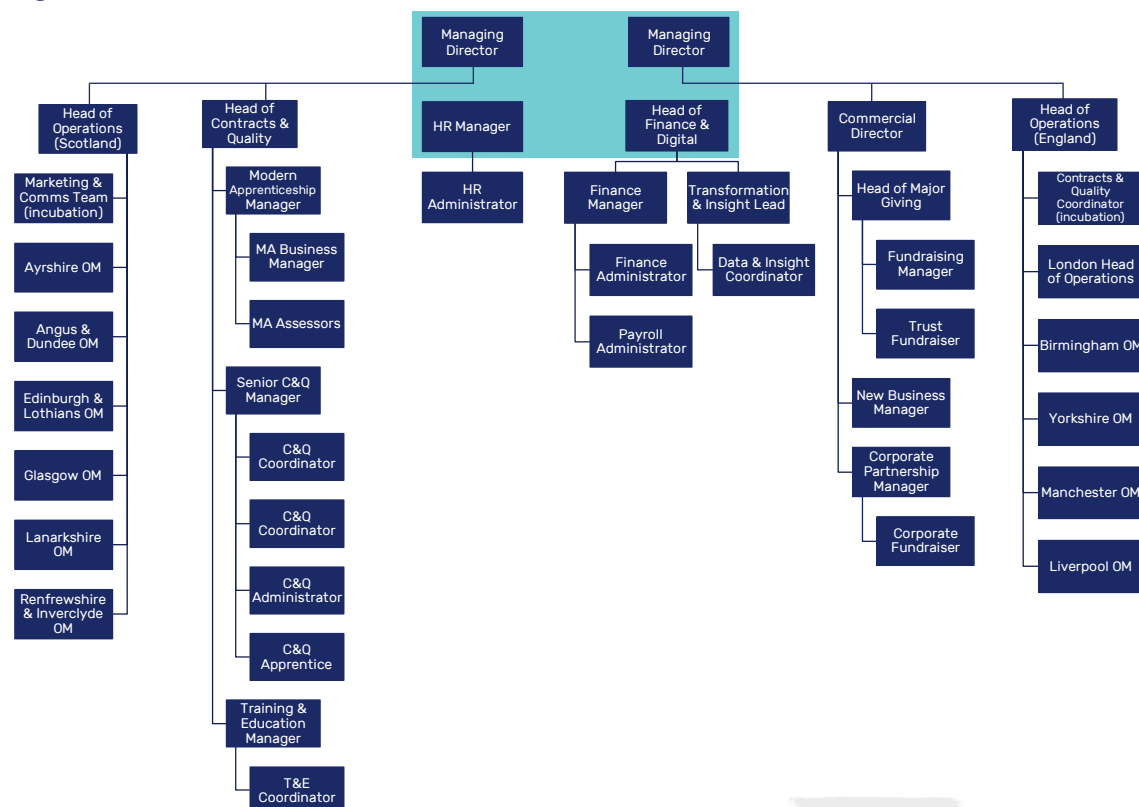 Managing
Director
Managing
Director
Head of
Operations
(Scotland)
Head of
Contracts &
Quality
HR Manager
Head of
Finance &
Digital
Commercial
Director
Head of
Operations
(England)
Marketing &
Comms Team
(incubation)
Ayrshire OM
Angus &
Dundee OM
Edinburgh &
Lothians OM
Glasgow OM
Lanarkshire
OM
Renfrewshire
& Inverclyde
OM
Modern
Apprenticeship
Manager
MA Business
Manager
MA Assessors
Senior C&Q
Manager
C&Q
Coordinator
C&Q
Coordinator
C&Q
Administrator
C&Q
Apprentice
Training &
Education
Manager
T&E
Coordinator
HR
Administrator
Finance
Manager
Finance
Administrator
Payroll
Administrator
Transformation
& Insight Lead
Data & Insight
Coordinator
Head of Major
Giving
Fundraising
Manager
Trust
Fundraiser
New Business
Manager
Corporate
Partnership
Manager
Corporate
Fundraiser
Contracts &
Quality
Coordinator
(incubation)
London Head
of Operations
Birmingham OM
Yorkshire OM
Manchester OM
Liverpool OM